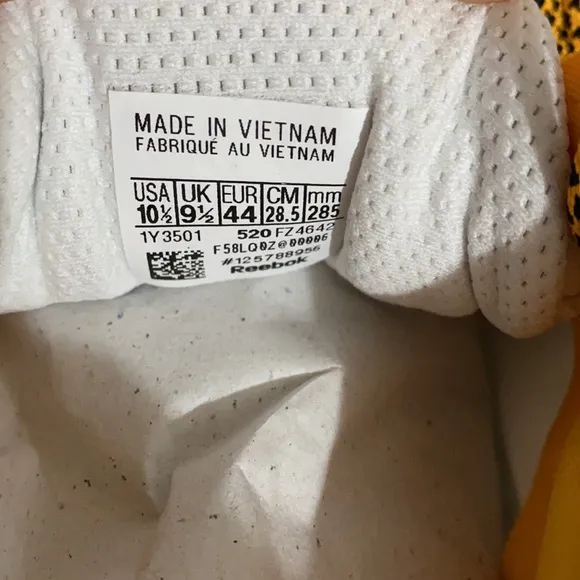 MADE IN VIETNAM
FABRIQUÉ AU VIETNAM
USA UK EUR CM mm
10½ 9½ 44 28.5 285
1Y3501 520 FZ4642
F58LQ0Z@00006
#125788956
Reebok